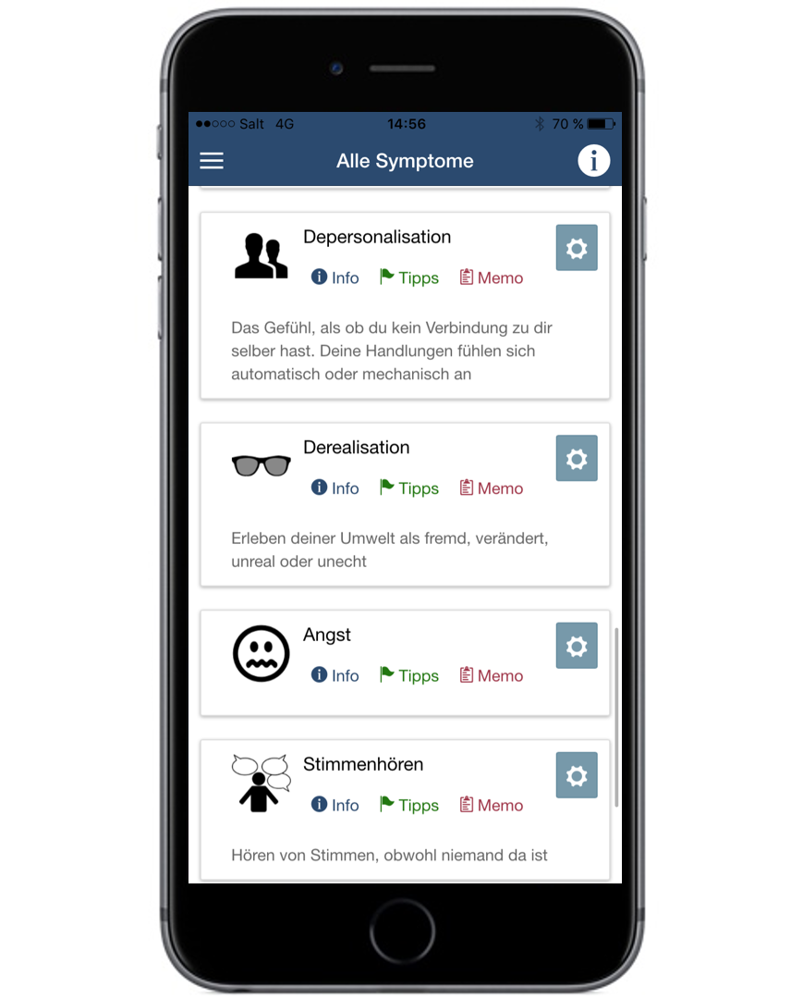 Salt 4G 14:56 70 %
Alle Symptome
Depersonalisation
Info Tipps Memo
Das Gefühl, als ob du kein Verbindung zu dir
selber hast. Deine Handlungen fühlen sich
automatisch oder mechanisch an
Derealisation
Info Tipps Memo
Erleben deiner Umwelt als fremd, verändert,
unreal oder unecht
Angst
Info Tipps Memo
Stimmenhören
Info Tipps Memo
Hören von Stimmen, obwohl niemand da ist